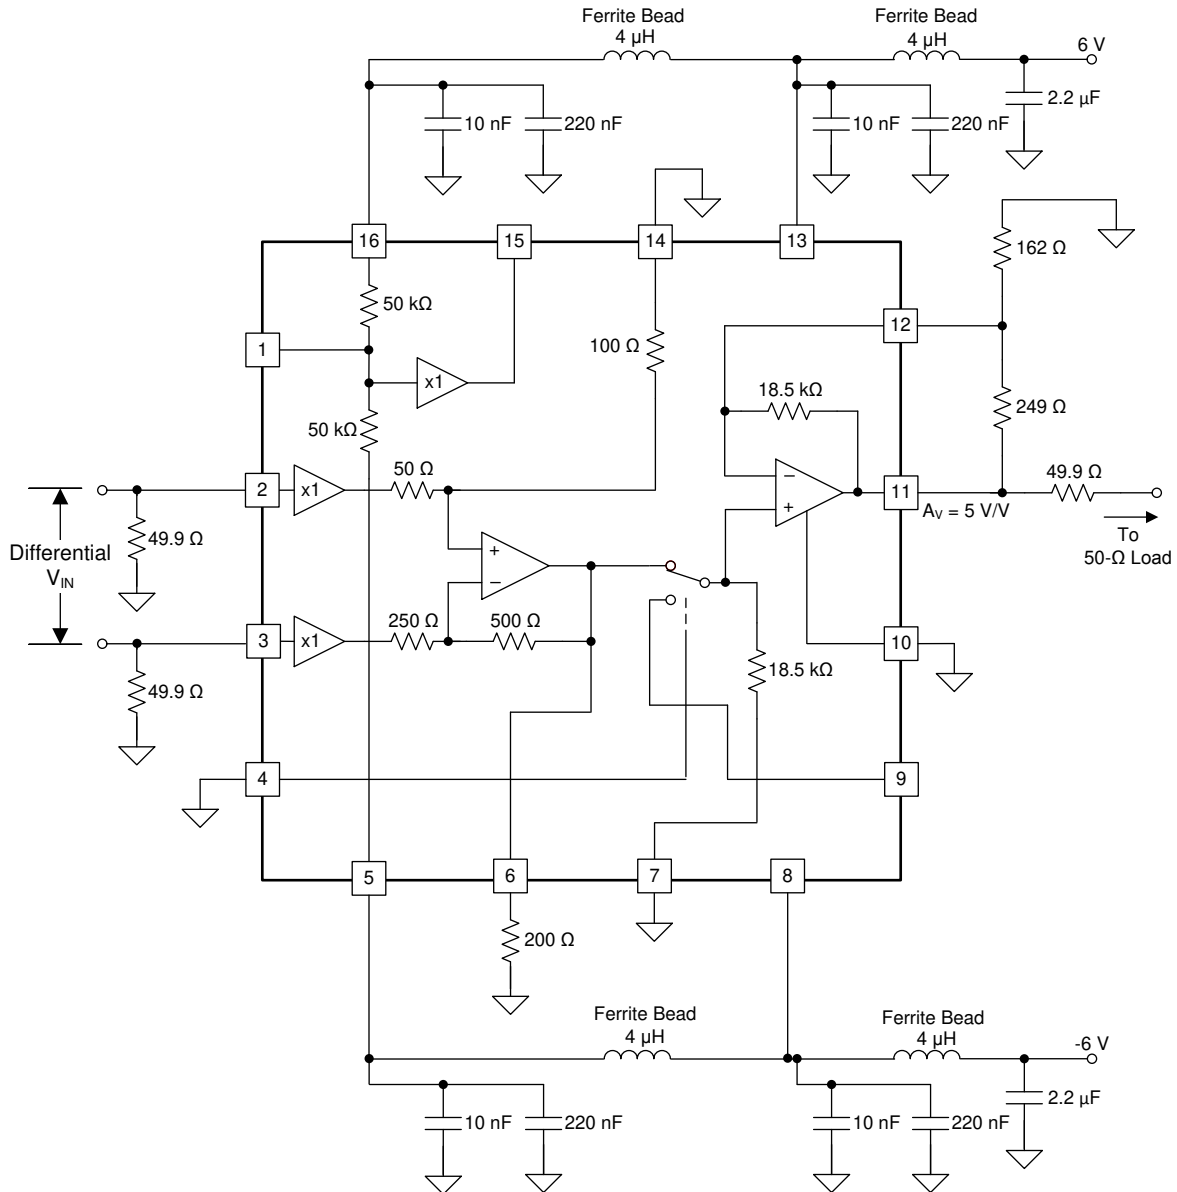 Ferrite Bead
4 µH
Ferrite Bead
4 µH
6 V
10 nF
220 nF
10 nF
220 nF
2.2 µF
16
15
14
13
162 Ω
50 kΩ
1
12
100 Ω
x1
18.5 kΩ
249 Ω
50 kΩ
2
x1
50 Ω
−
+
11
49.9 Ω
AV = 5 V/V
To
50-Ω Load
49.9 Ω
Differential
VIN
+
−
3
x1
250 Ω
500 Ω
10
49.9 Ω
18.5 kΩ
4
9
5
6
7
8
200 Ω
Ferrite Bead
4 µH
Ferrite Bead
4 µH
-6 V
10 nF
220 nF
10 nF
220 nF
2.2 µF